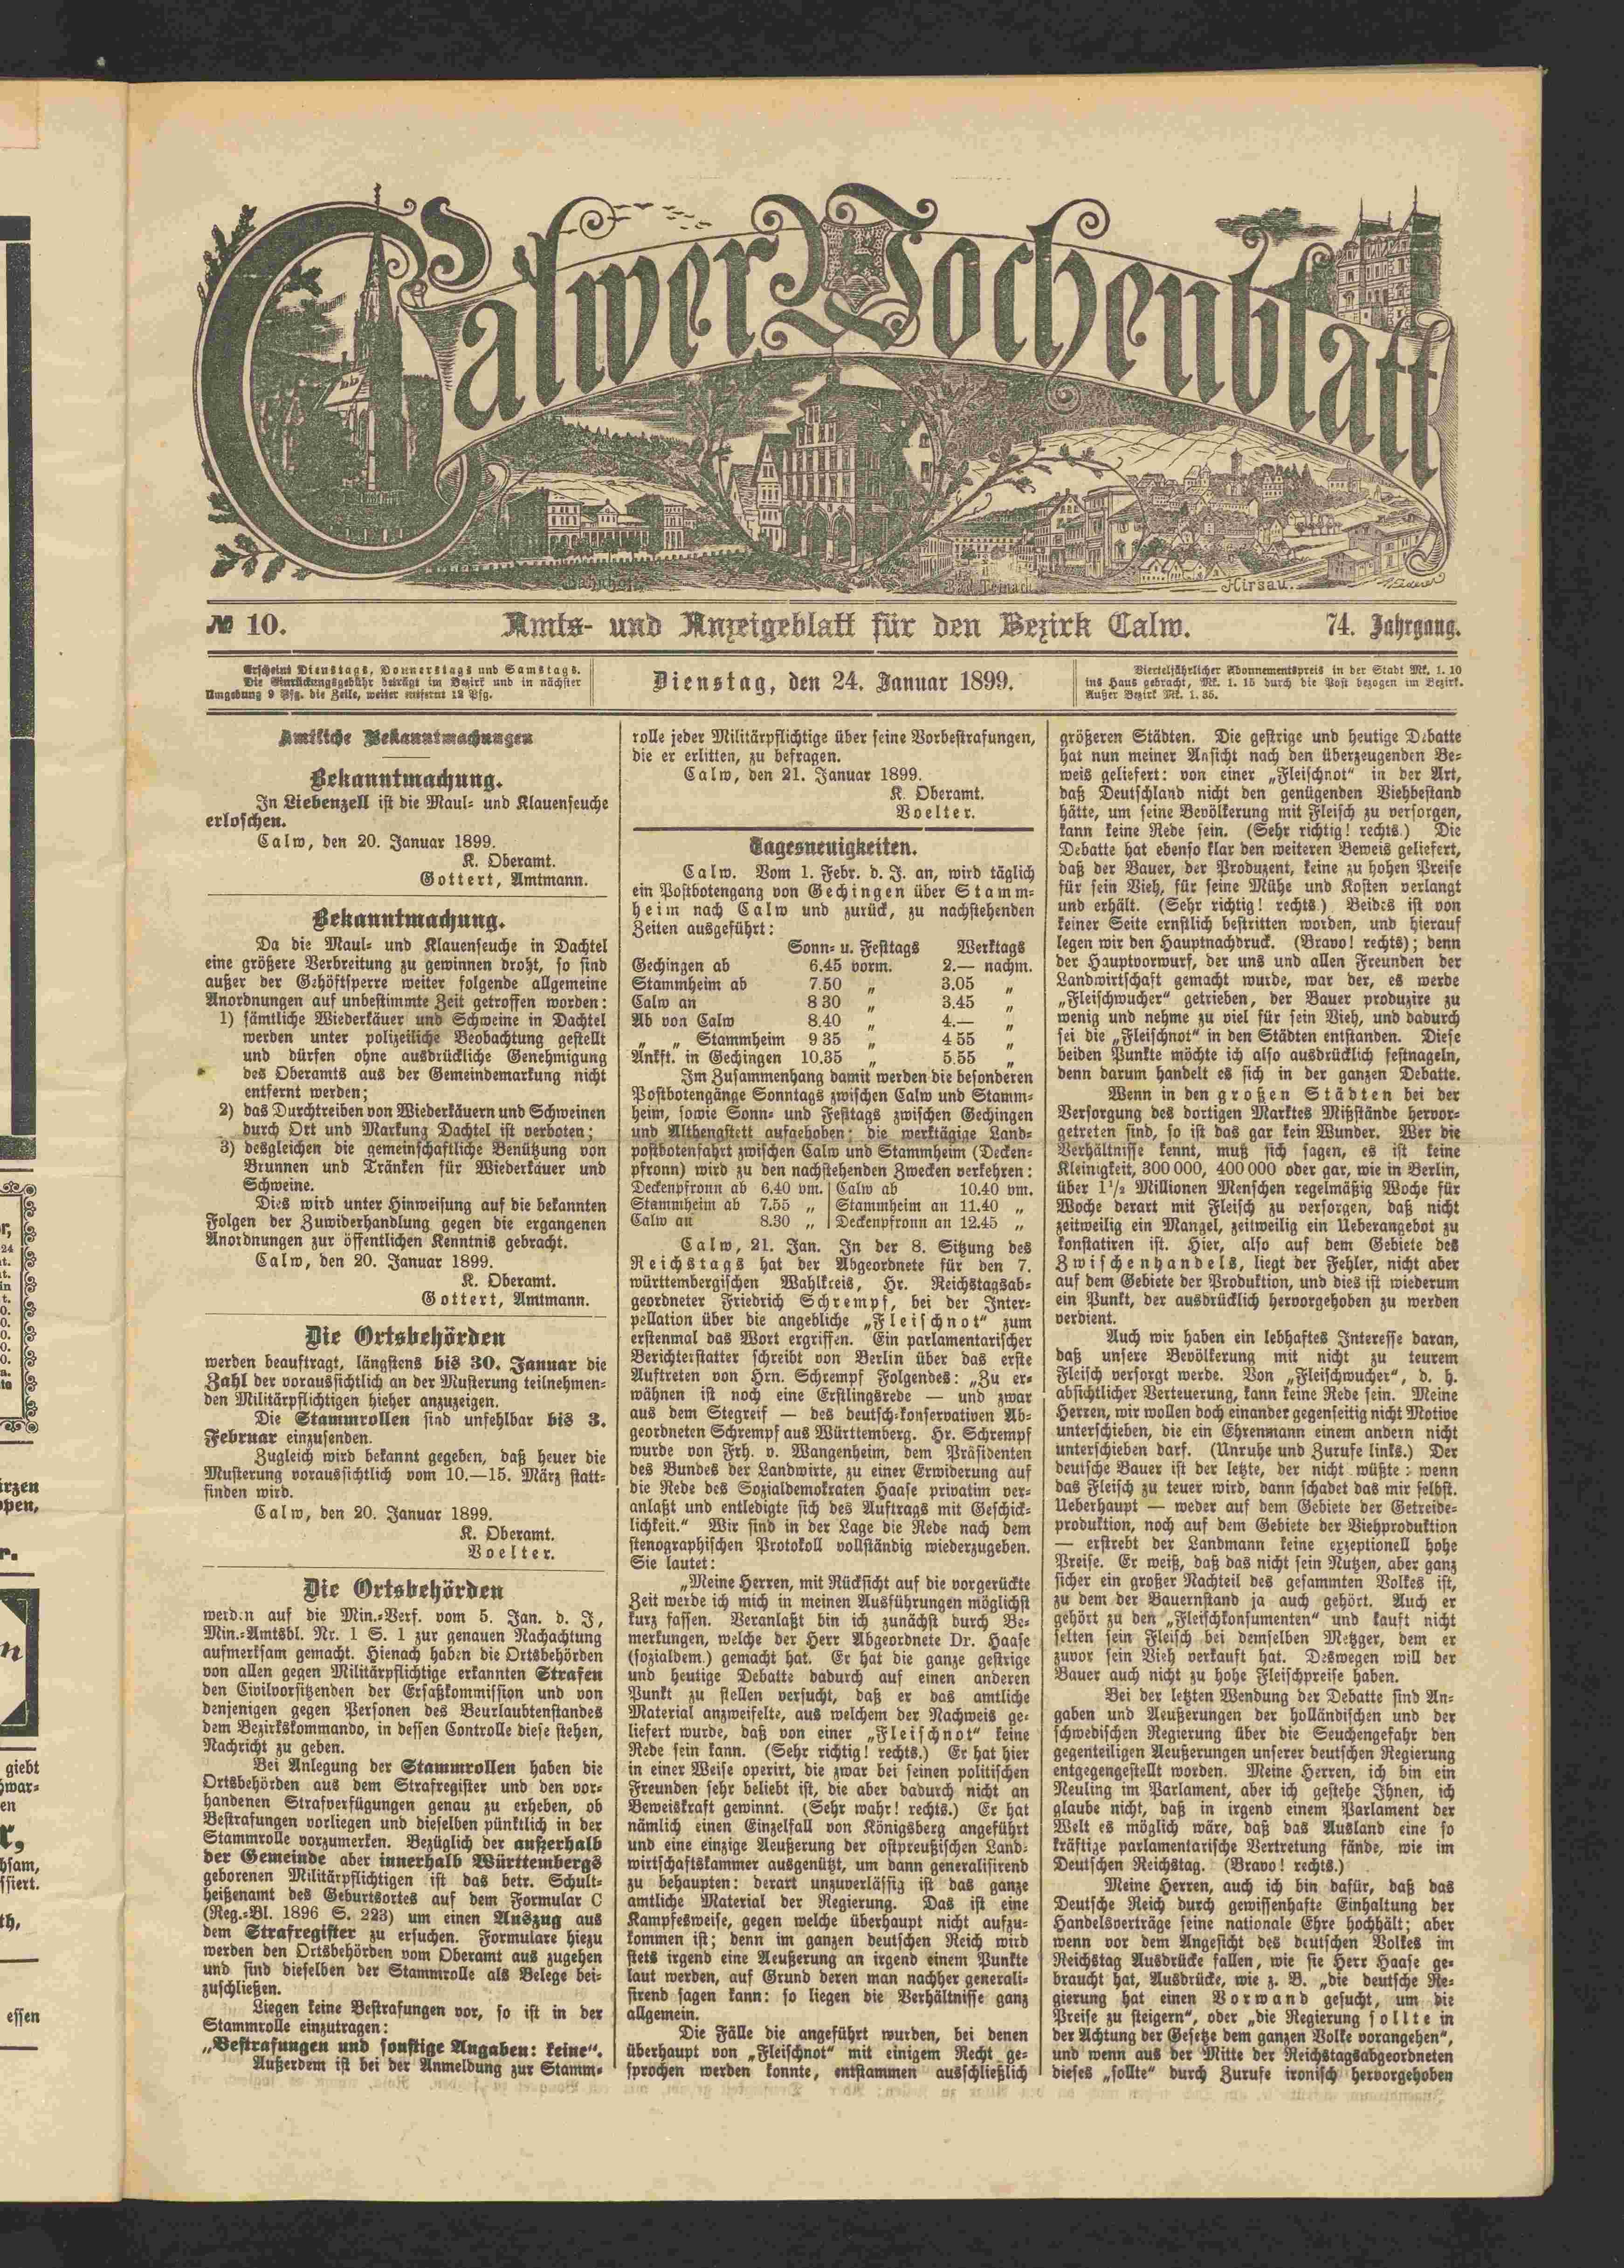 Calwer Wochenblatt
Bahnhof.
Bad Teinach.
Hirsau.
№ 10.
Amts- und Anzeigeblatt für den Bezirk Calw.
74. Jahrgang.
Erscheint Dienstags, Donnerstags und Samstags.
Die Einrückungsgebühr beträgt im Bezirk und in nächster
Umgebung 9 Pfg. die Zeile, weiter entfernt 12 Pfg.
Dienstag, den 24. Januar 1899.
Vierteljährlicher Abonnementspreis in der Stadt Mk. 1. 10
ins Haus gebracht, Mk. 1. 15 durch die Post bezogen im Bezirk.
Außer Bezirk Mk. 1. 35.
Amtliche Bekanntmachungen
Bekanntmachung.
In Liebenzell ist die Maul- und Klauenseuche
erloschen.
Calw, den 20. Januar 1899.
K. Oberamt.
Gottert, Amtmann.
Bekanntmachung.
Da die Maul- und Klauenseuche in Dachtel
eine größere Verbreitung zu gewinnen droht, so sind
außer der Gehöftsperre weiter folgende allgemeine
Anordnungen auf unbestimmte Zeit getroffen worden:
1) sämtliche Wiederkäuer und Schweine in Dachtel
werden unter polizeiliche Beobachtung gestellt
und dürfen ohne ausdrückliche Genehmigung
des Oberamts aus der Gemeindemarkung nicht
entfernt werden;
2) das Durchtreiben von Wiederkäuern und Schweinen
durch Ort und Markung Dachtel ist verboten;
3) desgleichen die gemeinschaftliche Benützung von
Brunnen und Tränken für Wiederkäuer und
Schweine.
Dies wird unter Hinweisung auf die bekannten
Folgen der Zuwiderhandlung gegen die ergangenen
Anordnungen zur öffentlichen Kenntnis gebracht.
Calw, den 20. Januar 1899.
K. Oberamt.
Gottert, Amtmann.
Die Ortsbehörden
werden beauftragt, längstens bis 30. Januar die
Zahl der voraussichtlich an der Musterung teilnehmen-
den Militärpflichtigen hieher anzuzeigen.
Die Stammrollen sind unfehlbar bis 3.
Februar einzusenden.
Zugleich wird bekannt gegeben, daß heuer die
Musterung voraussichtlich vom 10.—15. März statt-
finden wird.
Calw, den 20. Januar 1899.
K. Oberamt.
Voelter.
Die Ortsbehörden
werden auf die Min.-Verf. vom 5. Jan. d. J.,
Min.-Amtsbl. Nr. 1 S. 1 zur genauen Nachachtung
aufmerksam gemacht. Hienach haben die Ortsbehörden
von allen gegen Militärpflichtige erkannten Strafen
den Civilvorsitzenden der Ersatzkommission und von
denjenigen gegen Personen des Beurlaubtenstandes
dem Bezirkskommando, in dessen Controlle diese stehen,
Nachricht zu geben.
Bei Anlegung der Stammrollen haben die
Ortsbehörden aus dem Strafregister und den vor-
handenen Strafverfügungen genau zu erheben, ob
Bestrafungen vorliegen und dieselben pünktlich in der
Stammrolle vorzumerken. Bezüglich der außerhalb
der Gemeinde aber innerhalb Württembergs
geborenen Militärpflichtigen ist das betr. Schult-
heißenamt des Geburtsortes auf dem Formular C
(Reg.-Bl. 1896 S. 223) um einen Auszug aus
dem Strafregister zu ersuchen. Formulare hiezu
werden den Ortsbehörden vom Oberamt aus zugehen
und sind dieselben der Stammrolle als Belege bei-
zuschließen.
Liegen keine Bestrafungen vor, so ist in der
Stammrolle einzutragen:
„Bestrafungen und sonstige Angaben: keine“.
Außerdem ist bei der Anmeldung zur Stamm-
rolle jeder Militärpflichtige über seine Vorbestrafungen,
die er erlitten, zu befragen.
Calw, den 21. Januar 1899.
K. Oberamt.
Voelter.
Tagesneuigkeiten.
Calw. Vom 1. Febr. d. J. an, wird täglich
ein Postbotengang von Gechingen über Stamm-
heim nach Calw und zurück, zu nachstehenden
Zeiten ausgeführt:
Sonn- u. Festtags Werktags
Gechingen ab 6.45 vorm. 2.— nachm.
Stammheim ab 7.50 „ 3.05 „
Calw an 8 30 „ 3.45 „
Ab von Calw 8.40 „ 4.— „
„ „ Stammheim 9 35 „ 4 55 „
Ankft. in Gechingen 10.35 „ 5.55 „
Im Zusammenhang damit werden die besonderen
Postbotengänge Sonntags zwischen Calw und Stamm-
heim, sowie Sonn- und Festtags zwischen Gechingen
und Althengstett aufgehoben; die werktägige Land-
postbotenfahrt zwischen Calw und Stammheim (Decken-
pfronn) wird zu den nachstehenden Zwecken verkehren:
Deckenpfronn ab 6.40 vm. Calw ab 10.40 vm.
Stammheim ab 7.55 „ Stammheim an 11.40 „
Calw an 8.30 „ Deckenpfronn an 12.45 „
Calw, 21. Jan. In der 8. Sitzung des
Reichstags hat der Abgeordnete für den 7.
württembergischen Wahlkreis, Hr. Reichstagsab-
geordneter Friedrich Schrempf, bei der Inter-
pellation über die angebliche „Fleischnot“ zum
erstenmal das Wort ergriffen. Ein parlamentarischer
Berichterstatter schreibt von Berlin über das erste
Auftreten von Hrn. Schrempf Folgendes: „Zu er-
wähnen ist noch eine Erstlingsrede — und zwar
aus dem Stegreif — des deutsch-konservativen Ab-
geordneten Schrempf aus Württemberg. Hr. Schrempf
wurde von Frh. v. Wangenheim, dem Präsidenten
des Bundes der Landwirte, zu einer Erwiderung auf
die Rede des Sozialdemokraten Haase privatim ver-
anlaßt und entledigte sich des Auftrags mit Geschick-
lichkeit.“ Wir sind in der Lage die Rede nach dem
stenographischen Protokoll vollständig wiederzugeben.
Sie lautet:
„Meine Herren, mit Rücksicht auf die vorgerückte
Zeit werde ich mich in meinen Ausführungen möglichst
kurz fassen. Veranlaßt bin ich zunächst durch Be-
merkungen, welche der Herr Abgeordnete Dr. Haase
(sozialdem.) gemacht hat. Er hat die ganze gestrige
und heutige Debatte dadurch auf einen anderen
Punkt zu stellen versucht, daß er das amtliche
Material anzweifelte, aus welchem der Nachweis ge-
liefert wurde, daß von einer „Fleischnot“ keine
Rede sein kann. (Sehr richtig! rechts.) Er hat hier
in einer Weise operirt, die zwar bei seinen politischen
Freunden sehr beliebt ist, die aber dadurch nicht an
Beweiskraft gewinnt. (Sehr wahr! rechts.) Er hat
nämlich einen Einzelfall von Königsberg angeführt
und eine einzige Aeußerung der ostpreußischen Land-
wirtschaftskammer ausgenützt, um dann generalisirend
zu behaupten: derart unzuverlässig ist das ganze
amtliche Material der Regierung. Das ist eine
Kampfesweise, gegen welche überhaupt nicht aufzu-
kommen ist; denn im ganzen deutschen Reich wird
stets irgend eine Aeußerung an irgend einem Punkte
laut werden, auf Grund deren man nachher generali-
sirend sagen kann: so liegen die Verhältnisse ganz
allgemein.
Die Fälle die angeführt wurden, bei denen
überhaupt von „Fleischnot“ mit einigem Recht ge-
sprochen werden konnte, entstammen ausschließlich
größeren Städten. Die gestrige und heutige Debatte
hat nun meiner Ansicht nach den überzeugenden Be-
weis geliefert: von einer „Fleischnot“ in der Art,
daß Deutschland nicht den genügenden Viehbestand
hätte, um seine Bevölkerung mit Fleisch zu versorgen,
kann keine Rede sein. (Sehr richtig! rechts.) Die
Debatte hat ebenso klar den weiteren Beweis geliefert,
daß der Bauer, der Produzent, keine zu hohen Preise
für sein Vieh, für seine Mühe und Kosten verlangt
und erhält. (Sehr richtig! rechts.) Beides ist von
keiner Seite ernstlich bestritten worden, und hierauf
legen wir den Hauptnachdruck. (Bravo! rechts); denn
der Hauptvorwurf, der uns und allen Freunden der
Landwirtschaft gemacht wurde, war der, es werde
„Fleischwucher“ getrieben, der Bauer produzire zu
wenig und nehme zu viel für sein Vieh, und dadurch
sei die „Fleischnot“ in den Städten entstanden. Diese
beiden Punkte möchte ich also ausdrücklich festnageln,
denn darum handelt es sich in der ganzen Debatte.
Wenn in den großen Städten bei der
Versorgung des dortigen Marktes Mißstände hervor-
getreten sind, so ist das gar kein Wunder. Wer die
Verhältnisse kennt, muß sich sagen, es ist keine
Kleinigkeit, 300 000, 400 000 oder gar, wie in Berlin,
über 1½ Millionen Menschen regelmäßig Woche für
Woche derart mit Fleisch zu versorgen, daß nicht
zeitweilig ein Mangel, zeitweilig ein Ueberangebot zu
konstatiren ist. Hier, also auf dem Gebiete des
Zwischenhandels, liegt der Fehler, nicht aber
auf dem Gebiete der Produktion, und dies ist wiederum
ein Punkt, der ausdrücklich hervorgehoben zu werden
verdient.
Auch wir haben ein lebhaftes Interesse daran,
daß unsere Bevölkerung mit nicht zu teurem
Fleisch versorgt werde. Von „Fleischwucher“, d. h.
absichtlicher Verteuerung, kann keine Rede sein. Meine
Herren, wir wollen doch einander gegenseitig nicht Motive
unterschieben, die ein Ehrenmann einem andern nicht
unterschieben darf. (Unruhe und Zurufe links.) Der
deutsche Bauer ist der letzte, der nicht wüßte: wenn
das Fleisch zu teuer wird, dann schadet das mir selbst.
Ueberhaupt — weder auf dem Gebiete der Getreide-
produktion, noch auf dem Gebiete der Viehproduktion
— erstrebt der Landmann keine exzeptionell hohe
Preise. Er weiß, daß das nicht sein Nutzen, aber ganz
sicher ein großer Nachteil des gesammten Volkes ist,
zu dem der Bauernstand ja auch gehört. Auch er
gehört zu den „Fleischkonsumenten“ und kauft nicht
selten sein Fleisch bei demselben Metzger, dem er
zuvor sein Vieh verkauft hat. Deswegen will der
Bauer auch nicht zu hohe Fleischpreise haben.
Bei der letzten Wendung der Debatte sind An-
gaben und Aeußerungen der holländischen und der
schwedischen Regierung über die Seuchengefahr den
gegenteiligen Aeußerungen unserer deutschen Regierung
entgegengestellt worden. Meine Herren, ich bin ein
Neuling im Parlament, aber ich gestehe Ihnen, ich
glaube nicht, daß in irgend einem Parlament der
Welt es möglich wäre, daß das Ausland eine so
kräftige parlamentarische Vertretung fände, wie im
Deutschen Reichstag. (Bravo! rechts.)
Meine Herren, auch ich bin dafür, daß das
Deutsche Reich durch gewissenhafte Einhaltung der
Handelsverträge seine nationale Ehre hochhält; aber
wenn vor dem Angesicht des deutschen Volkes im
Reichstag Ausdrücke fallen, wie sie Herr Haase ge-
braucht hat, Ausdrücke, wie z. B. „die deutsche Re-
gierung hat einen Vorwand gesucht, um die
Preise zu steigern“, oder „die Regierung sollte in
der Achtung der Gesetze dem ganzen Volke vorangehen“,
und wenn aus der Mitte der Reichstagsabgeordneten
dieses „sollte“ durch Zurufe ironisch hervorgehoben